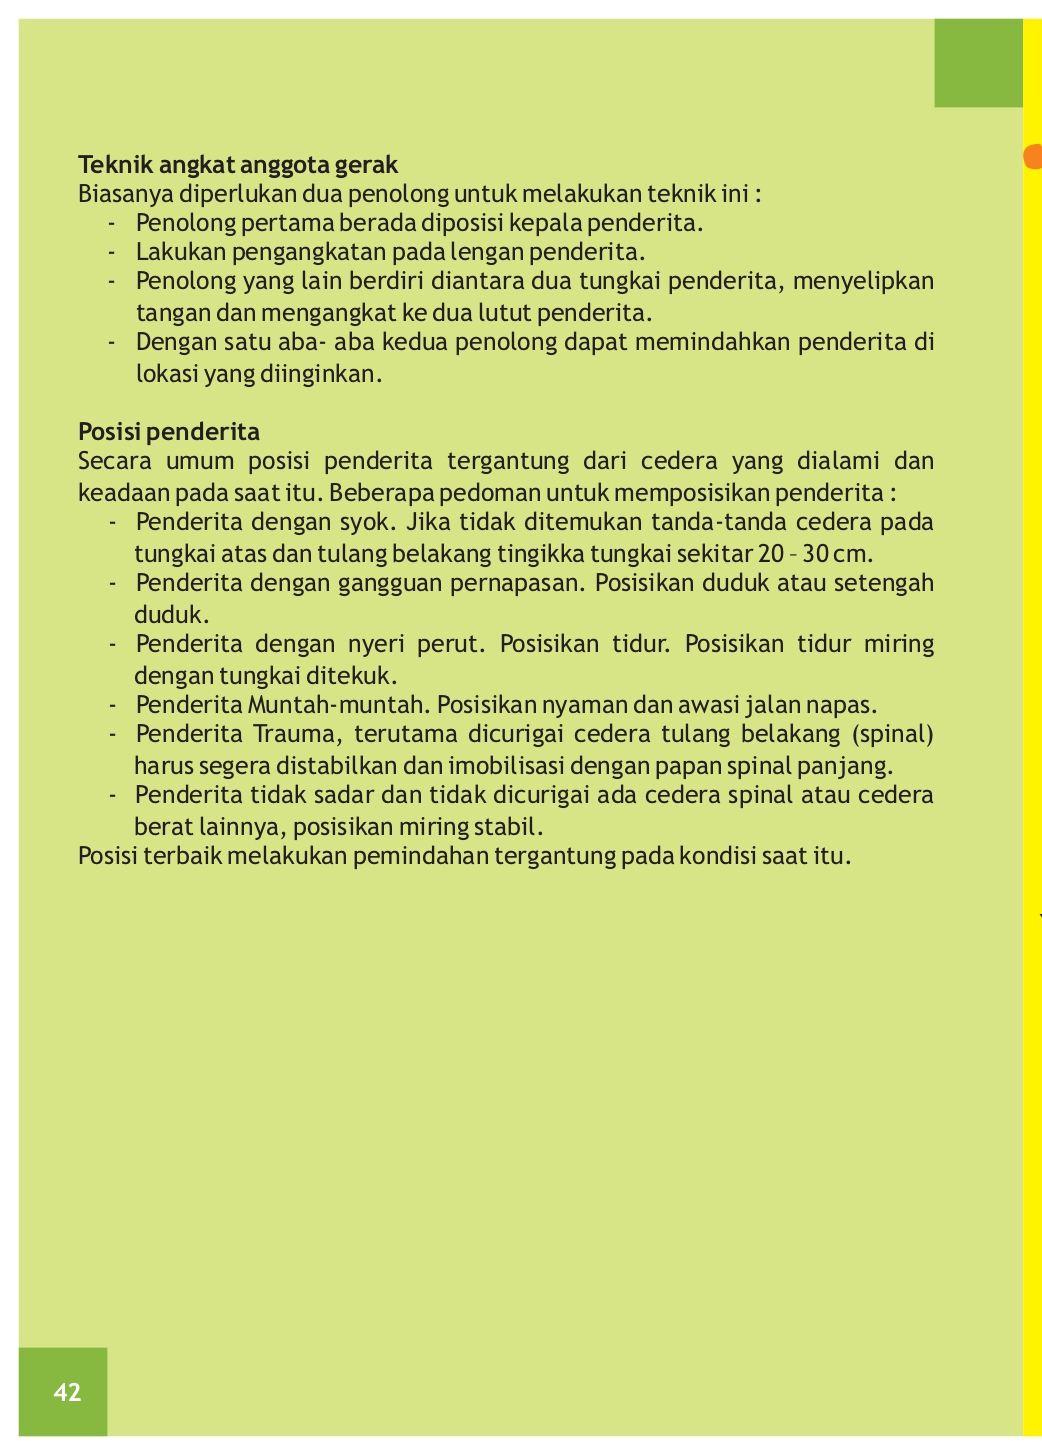 Teknik angkat anggota gerak
Biasanya diperlukan dua penolong untuk melakukan teknik ini :
- Penolong pertama berada diposisi kepala penderita.
- Lakukan pengangkatan pada lengan penderita.
- Penolong yang lain berdiri diantara dua tungkai penderita, menyelipkan
tangan dan mengangkat ke dua lutut penderita.
- Dengan satu aba- aba kedua penolong dapat memindahkan penderita di
lokasi yang diinginkan.
Posisi penderita
Secara umum posisi penderita tergantung dari cedera yang dialami dan
keadaan pada saat itu. Beberapa pedoman untuk memposisikan penderita :
- Penderita dengan syok. Jika tidak ditemukan tanda-tanda cedera pada
tungkai atas dan tulang belakang tingikka tungkai sekitar 20 – 30 cm.
- Penderita dengan gangguan pernapasan. Posisikan duduk atau setengah
duduk.
- Penderita dengan nyeri perut. Posisikan tidur. Posisikan tidur miring
dengan tungkai ditekuk.
- Penderita Muntah-muntah. Posisikan nyaman dan awasi jalan napas.
- Penderita Trauma, terutama dicurigai cedera tulang belakang (spinal)
harus segera distabilkan dan imobilisasi dengan papan spinal panjang.
- Penderita tidak sadar dan tidak dicurigai ada cedera spinal atau cedera
berat lainnya, posisikan miring stabil.
Posisi terbaik melakukan pemindahan tergantung pada kondisi saat itu.
42